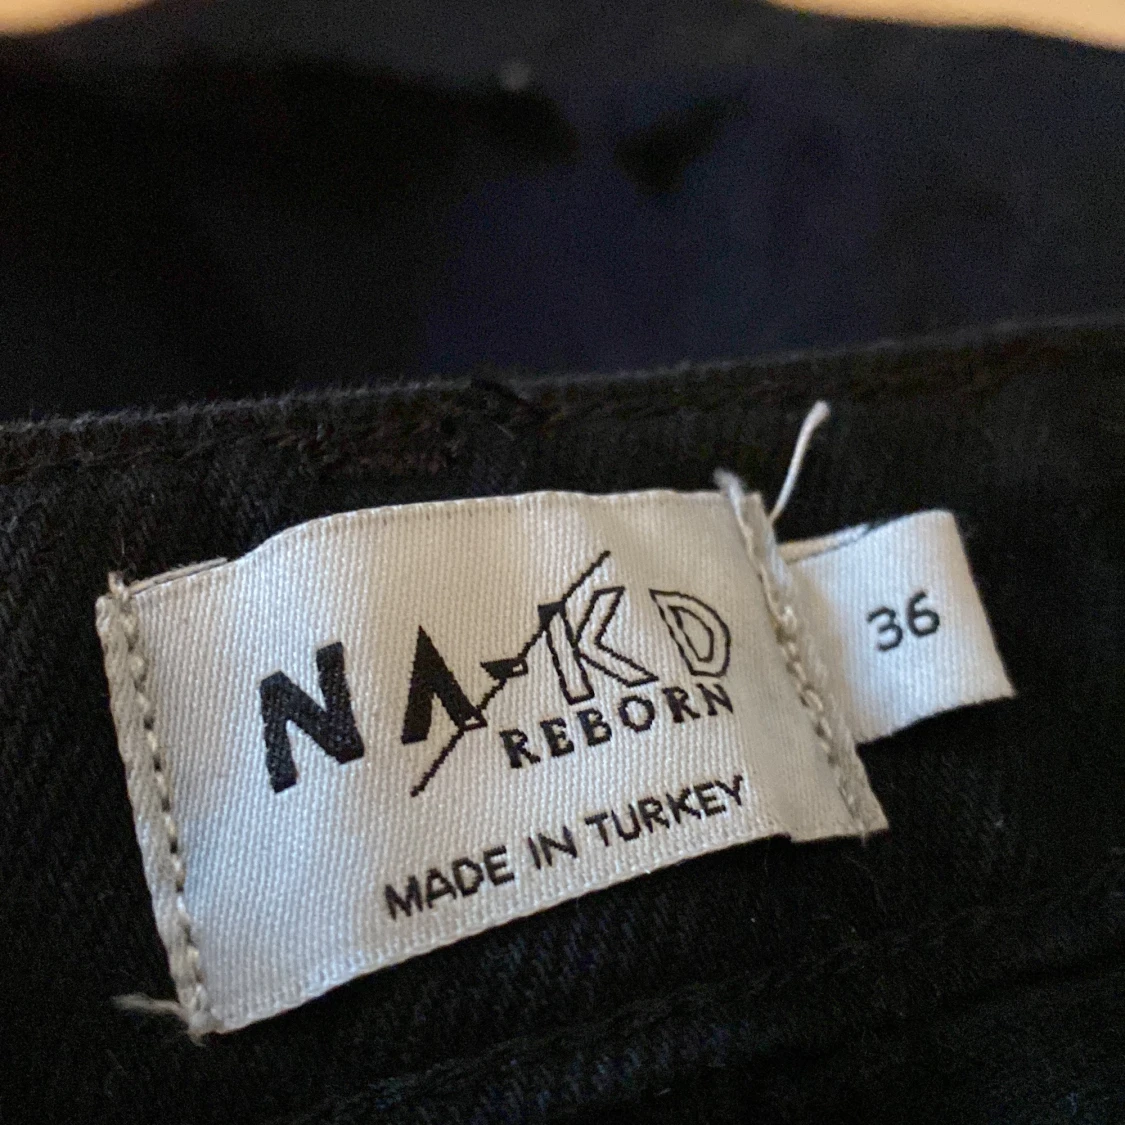 NA-KD
REBORN
MADE IN TURKEY
36